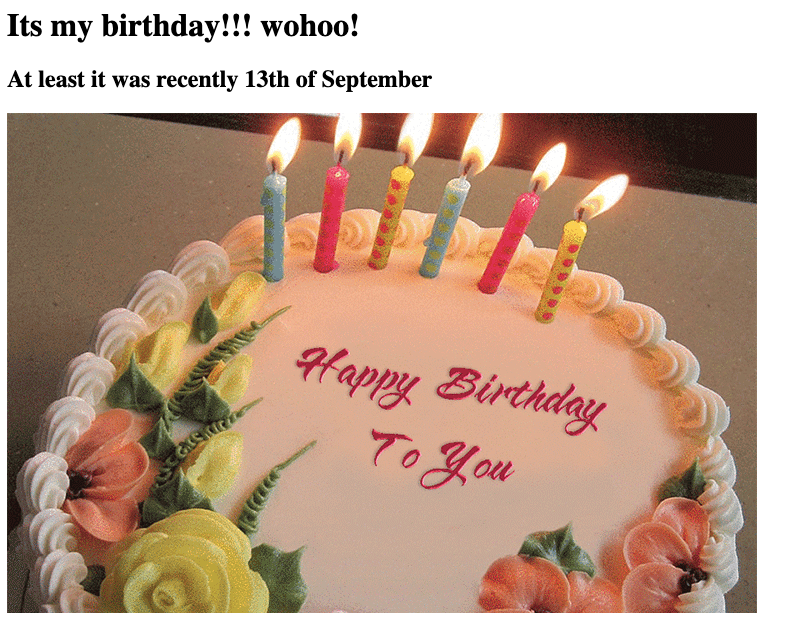 Its my birthday!!! wohoo!
At least it was recently 13th of September
Happy Birthday
To You